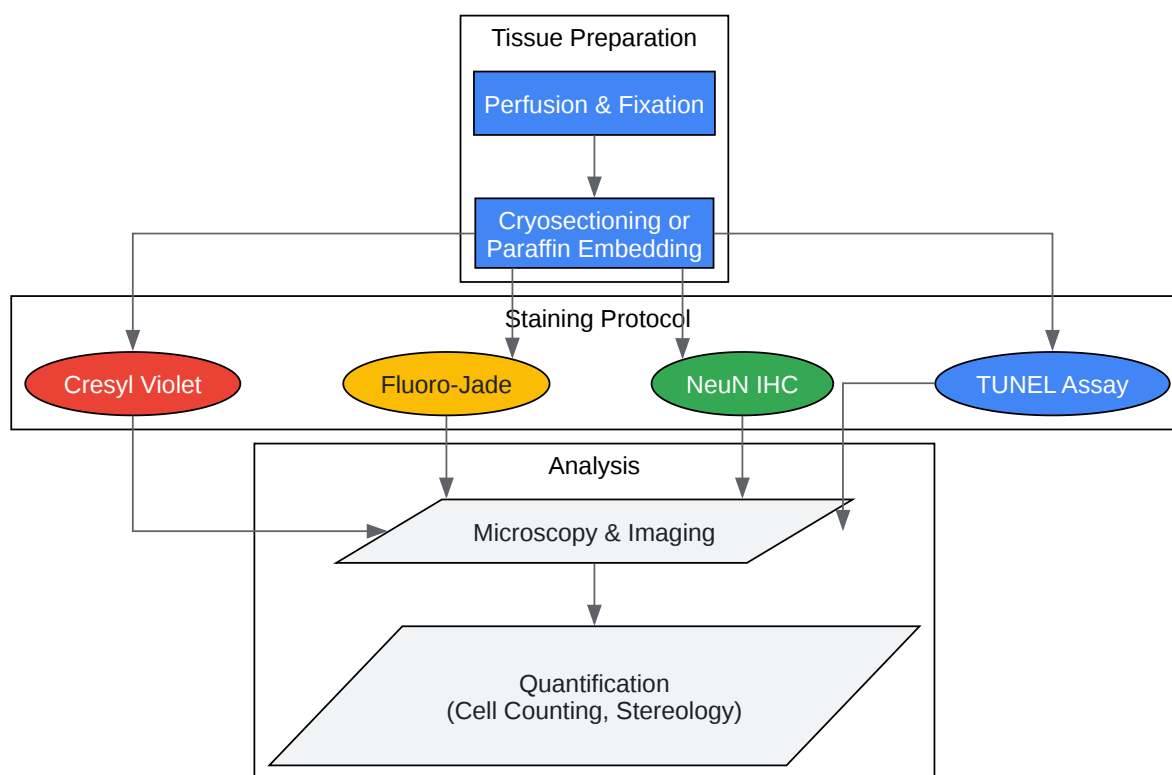 Tissue Preparation
Perfusion & Fixation
Cryosectioning or
Paraffin Embedding
Staining Protocol
Cresyl Violet
Fluoro-Jade
NeuN IHC
TUNEL Assay
Analysis
Microscopy & Imaging
Quantification
(Cell Counting, Stereology)